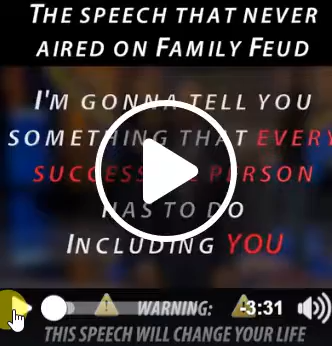 The speech that never
aired on Family Feud
I'm gonna tell you
something that every
successful person
has to do
Including YOU
WARNING: -3:31
THIS SPEECH WILL CHANGE YOUR LIFE